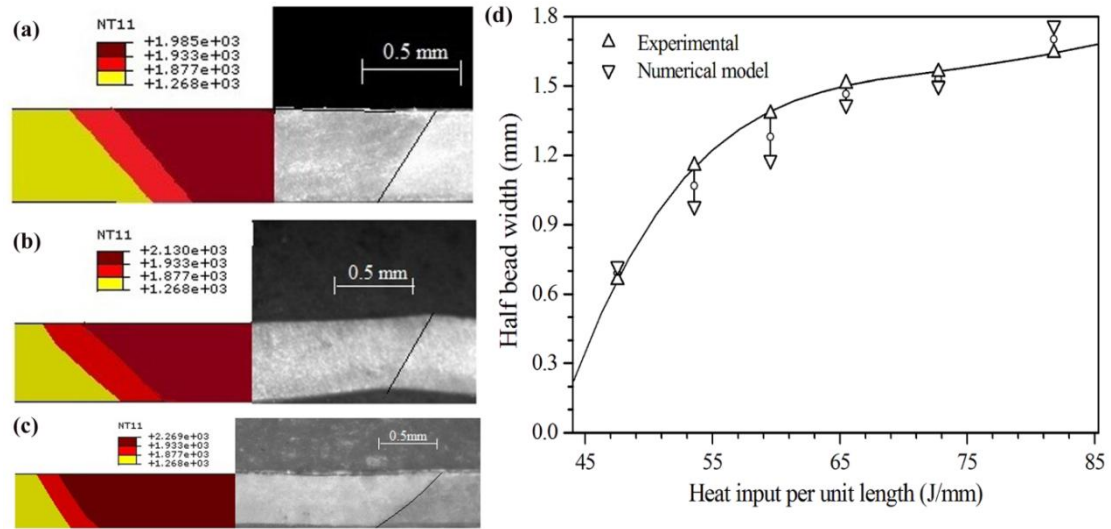 (a)
NT11
+1.985e+03
+1.933e+03
+1.877e+03
+1.268e+03
0.5 mm
(b)
NT11
+2.130e+03
+1.933e+03
+1.877e+03
+1.268e+03
0.5 mm
(c)
NT11
+2.269e+03
+1.933e+03
+1.877e+03
+1.268e+03
0.5mm
(d)
Half bead width (mm)
1.8
1.5
1.2
0.9
0.6
0.3
0.0
Experimental
Numerical model
45 55 65 75 85
Heat input per unit length (J/mm)